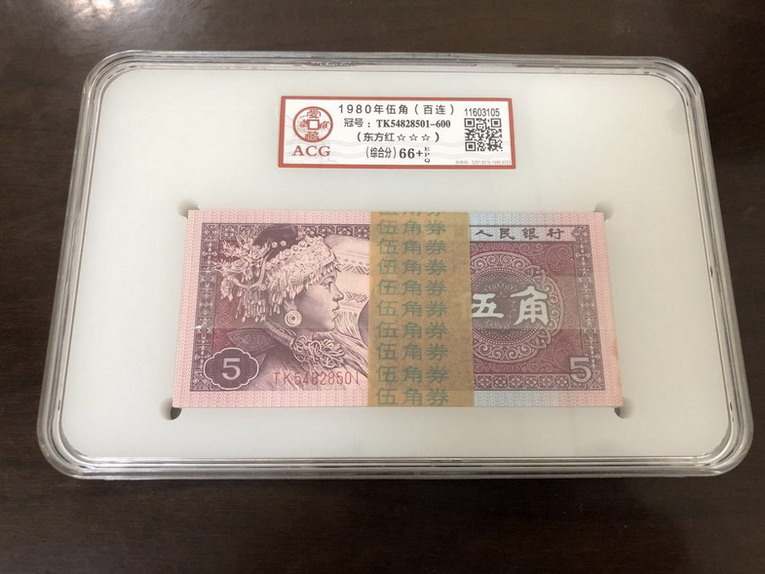 1980年伍角（百连）
冠号：TK54828501-600
（东方红☆☆☆）
（综合分）66+EPQ
11603105
ACG
伍角券
伍角券
伍角券
伍角券
伍角券
伍角券
伍角券
伍角券
伍角券
伍角券
人民银行
五角
5
TK54828501
5